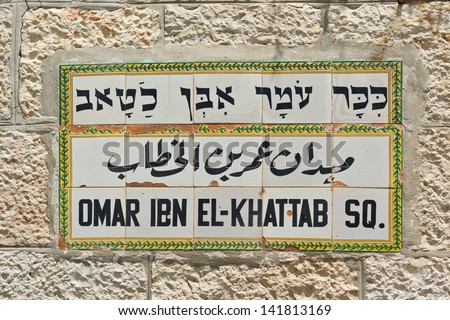 כִּכָּר עֹמָר אִבְּן כַטָאב
ميدان عمر بن الخطاب
OMAR IBN EL-KHATTAB SQ.
www.shutterstock.com · 141813169